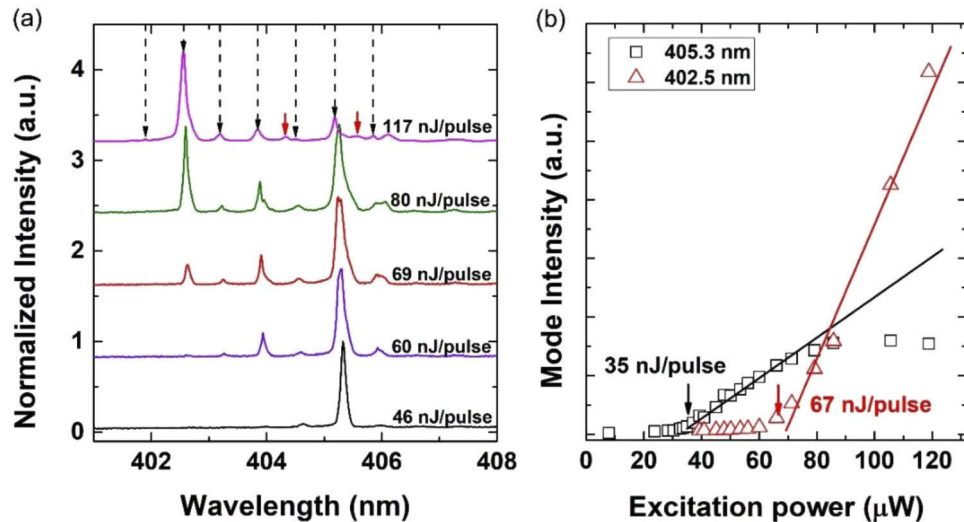 (a)
Normalized Intensity (a.u.)
4
3
2
1
0
117 nJ/pulse
80 nJ/pulse
69 nJ/pulse
60 nJ/pulse
46 nJ/pulse
402 404 406 408
Wavelength (nm)
(b)
Mode Intensity (a.u.)
405.3 nm
402.5 nm
35 nJ/pulse
67 nJ/pulse
0 20 40 60 80 100 120
Excitation power (μW)